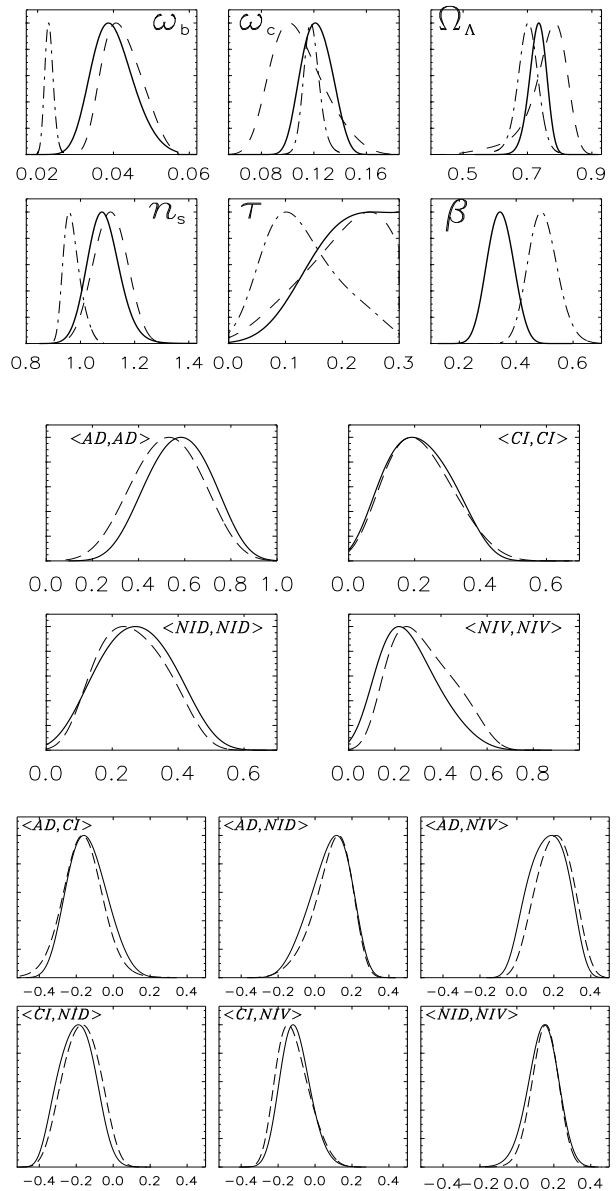 ω_b ω_c Ω_Λ
0.02 0.04 0.06 0.08 0.12 0.16 0.5 0.7 0.9
n_s τ β
0.8 1.0 1.2 1.4 0.0 0.1 0.2 0.3 0.2 0.4 0.6
<AD,AD> <CI,CI>
0.0 0.2 0.4 0.6 0.8 1.0 0.0 0.2 0.4 0.6
<NID,NID> <NIV,NIV>
0.0 0.2 0.4 0.6 0.0 0.2 0.4 0.6 0.8
<AD,CI> <AD,NID> <AD,NIV>
-0.4 -0.2 0.0 0.2 0.4 -0.4 -0.2 0.0 0.2 0.4 -0.4 -0.2 0.0 0.2 0.4
<CI,NID> <CI,NIV> <NID,NIV>
-0.4 -0.2 0.0 0.2 0.4 -0.4 -0.2 0.0 0.2 0.4 -0.4 -0.2 0.0 0.2 0.4